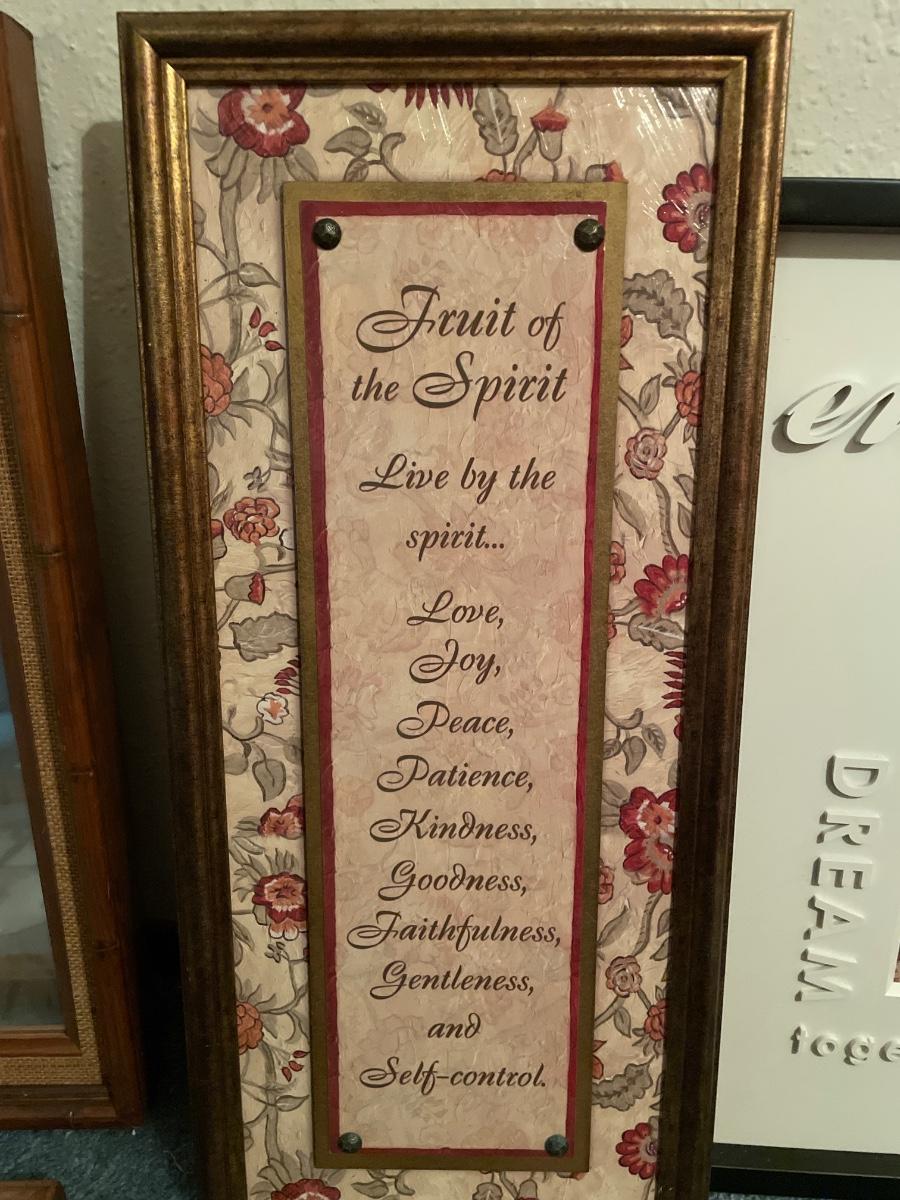 Fruit of
the Spirit
Live by the
spirit...
Love,
Joy,
Peace,
Patience,
Kindness,
Goodness,
Faithfulness,
Gentleness,
and
Self-control.
DREAM